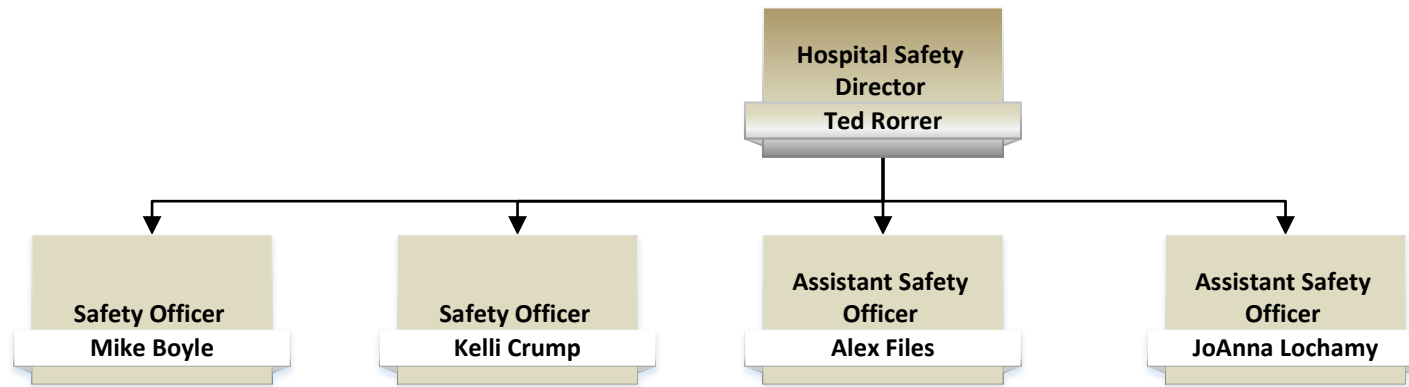 Hospital Safety
Director
Ted Rorrer
Safety Officer
Mike Boyle
Safety Officer
Kelli Crump
Assistant Safety
Officer
Alex Files
Assistant Safety
Officer
JoAnna Lochamy